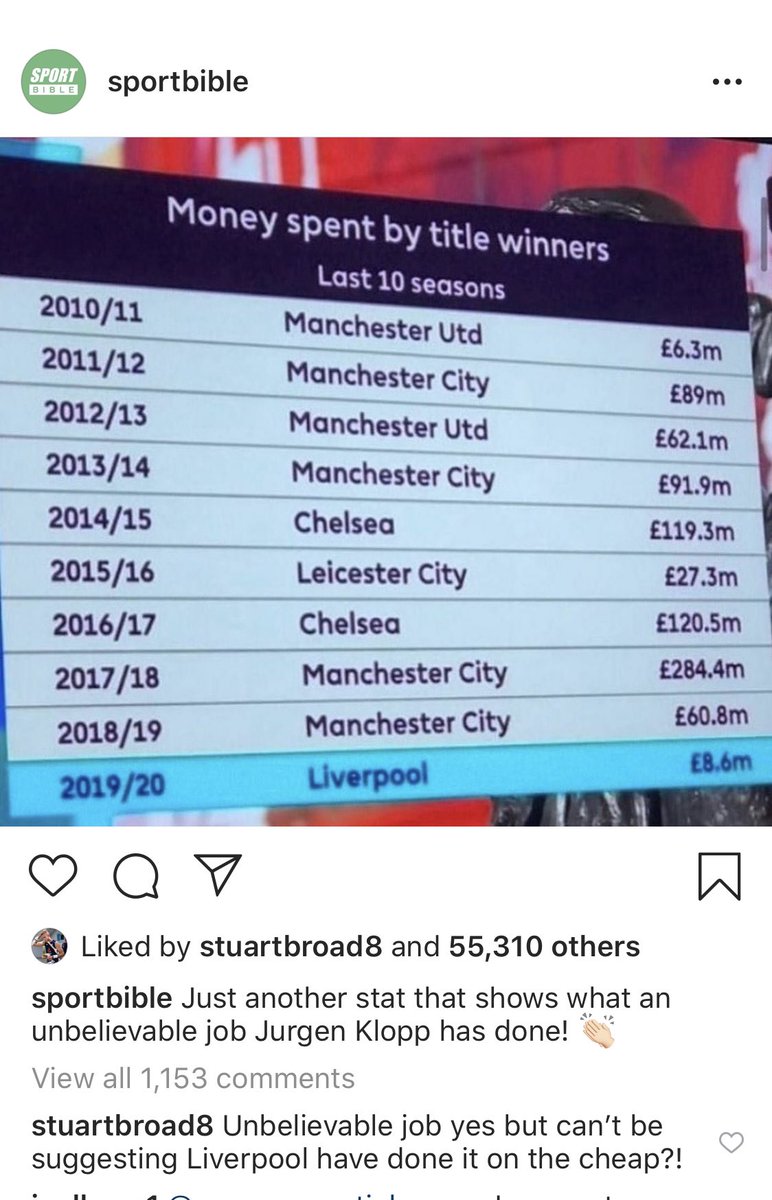 SPORT
BIBLE
sportbible
Money spent by title winners
Last 10 seasons
2010/11 Manchester Utd £6.3m
2011/12 Manchester City £89m
2012/13 Manchester Utd £62.1m
2013/14 Manchester City £91.9m
2014/15 Chelsea £119.3m
2015/16 Leicester City £27.3m
2016/17 Chelsea £120.5m
2017/18 Manchester City £284.4m
2018/19 Manchester City £60.8m
2019/20 Liverpool £8.6m
Liked by stuartbroad8 and 55,310 others
sportbible Just another stat that shows what an
unbelievable job Jurgen Klopp has done! 👏🏻
View all 1,153 comments
stuartbroad8 Unbelievable job yes but can’t be
suggesting Liverpool have done it on the cheap?!